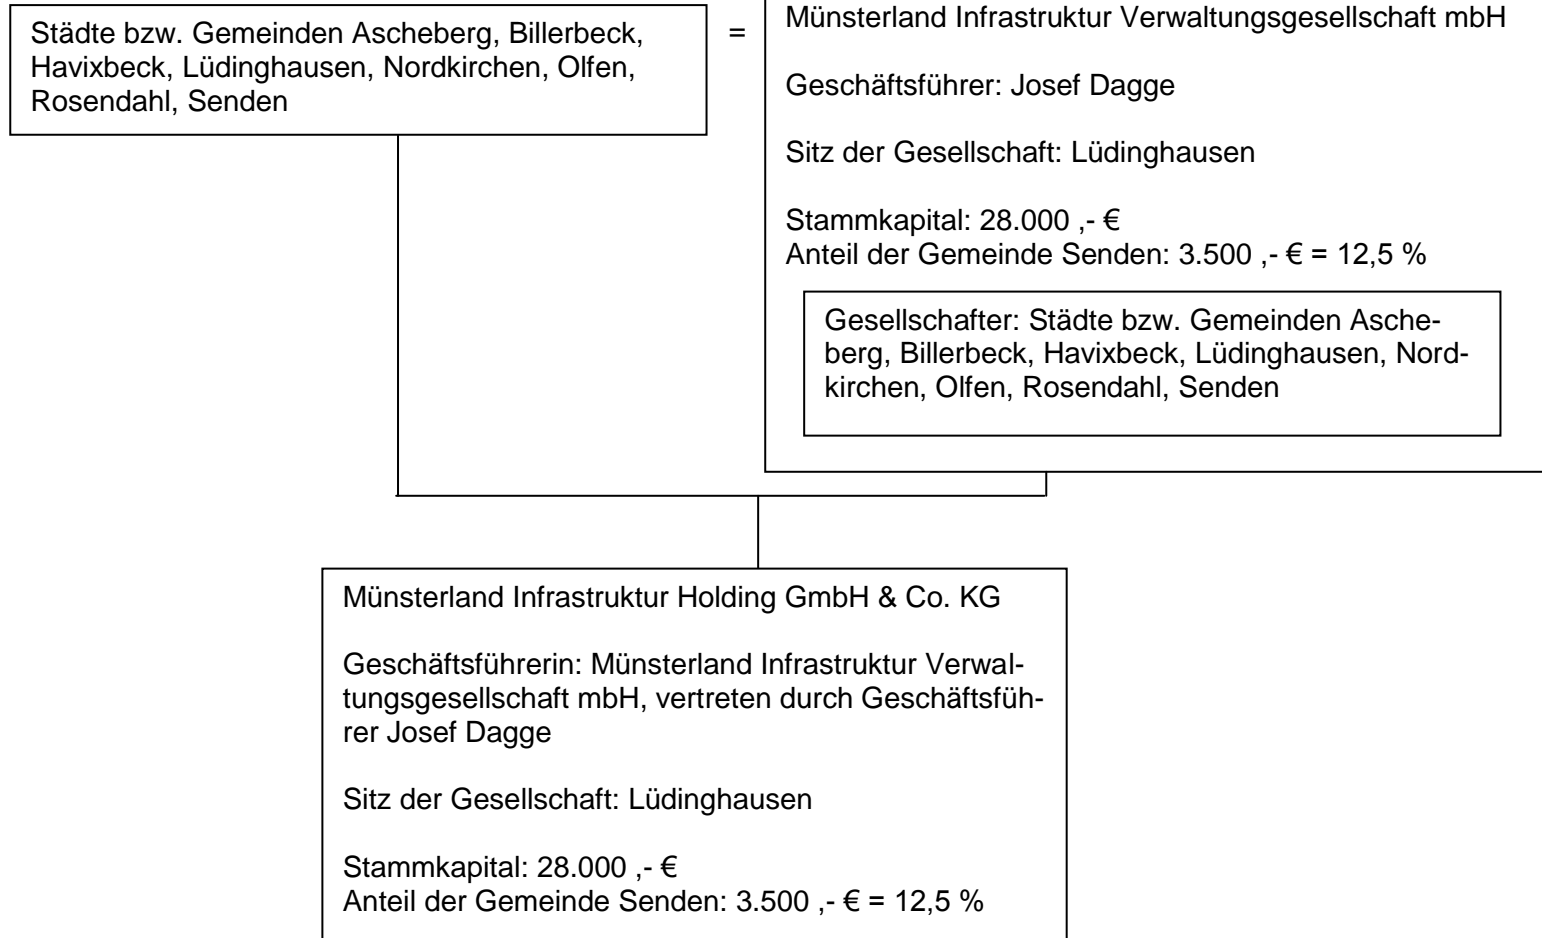 Städte bzw. Gemeinden Ascheberg, Billerbeck,
Havixbeck, Lüdinghausen, Nordkirchen, Olfen,
Rosendahl, Senden
=
Münsterland Infrastruktur Verwaltungsgesellschaft mbH
Geschäftsführer: Josef Dagge
Sitz der Gesellschaft: Lüdinghausen
Stammkapital: 28.000 ,- €
Anteil der Gemeinde Senden: 3.500 ,- € = 12,5 %
Gesellschafter: Städte bzw. Gemeinden Asche-
berg, Billerbeck, Havixbeck, Lüdinghausen, Nord-
kirchen, Olfen, Rosendahl, Senden
Münsterland Infrastruktur Holding GmbH & Co. KG
Geschäftsführerin: Münsterland Infrastruktur Verwal-
tungsgesellschaft mbH, vertreten durch Geschäftsfüh-
rer Josef Dagge
Sitz der Gesellschaft: Lüdinghausen
Stammkapital: 28.000 ,- €
Anteil der Gemeinde Senden: 3.500 ,- € = 12,5 %